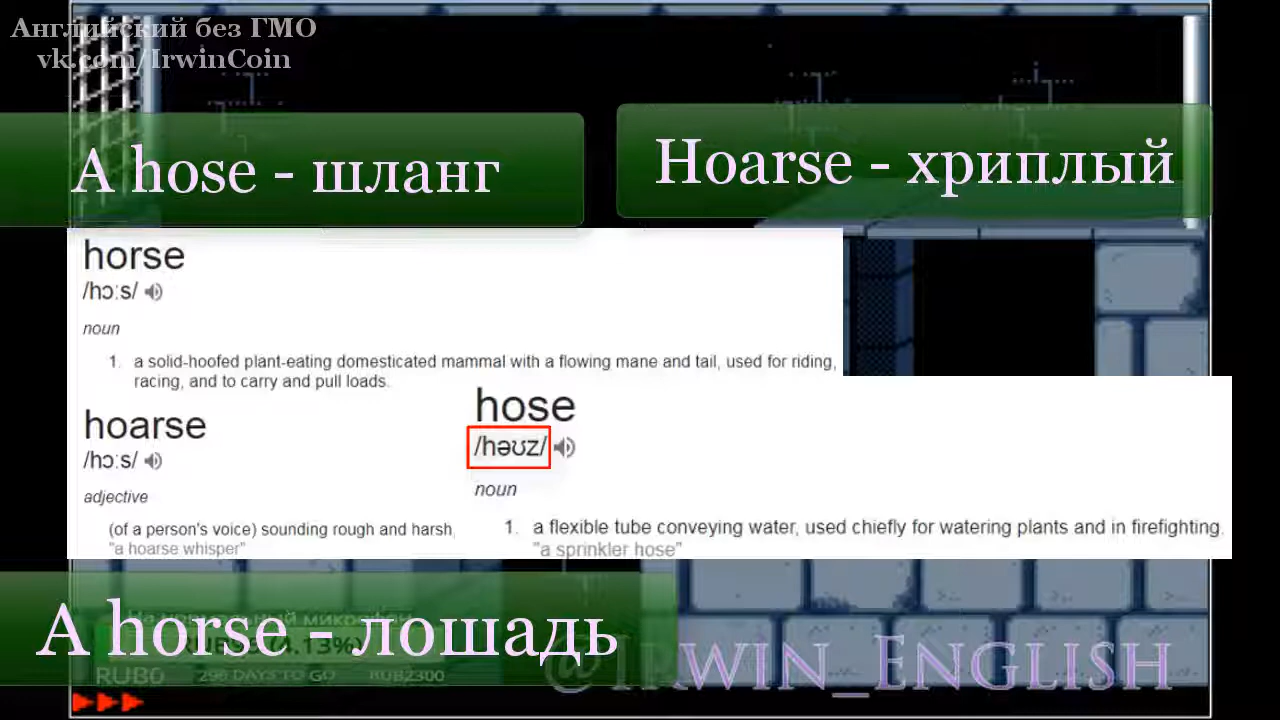 Английский без ГМО
vk.com/IrwinCoin
A hose - шланг
Hoarse - хриплый
horse
/hɔːs/
noun
1. a solid-hoofed plant-eating domesticated mammal with a flowing mane and tail, used for riding,
racing, and to carry and pull loads.
hoarse
/hɔːs/
adjective
(of a person's voice) sounding rough and harsh
"a hoarse whisper"
hose
/həʊz/
noun
1. a flexible tube conveying water, used chiefly for watering plants and in firefighting.
"a sprinkler hose"
A horse - лошадь
RUB0 296 DAYS TO GO RUB2300
@Irwin_English